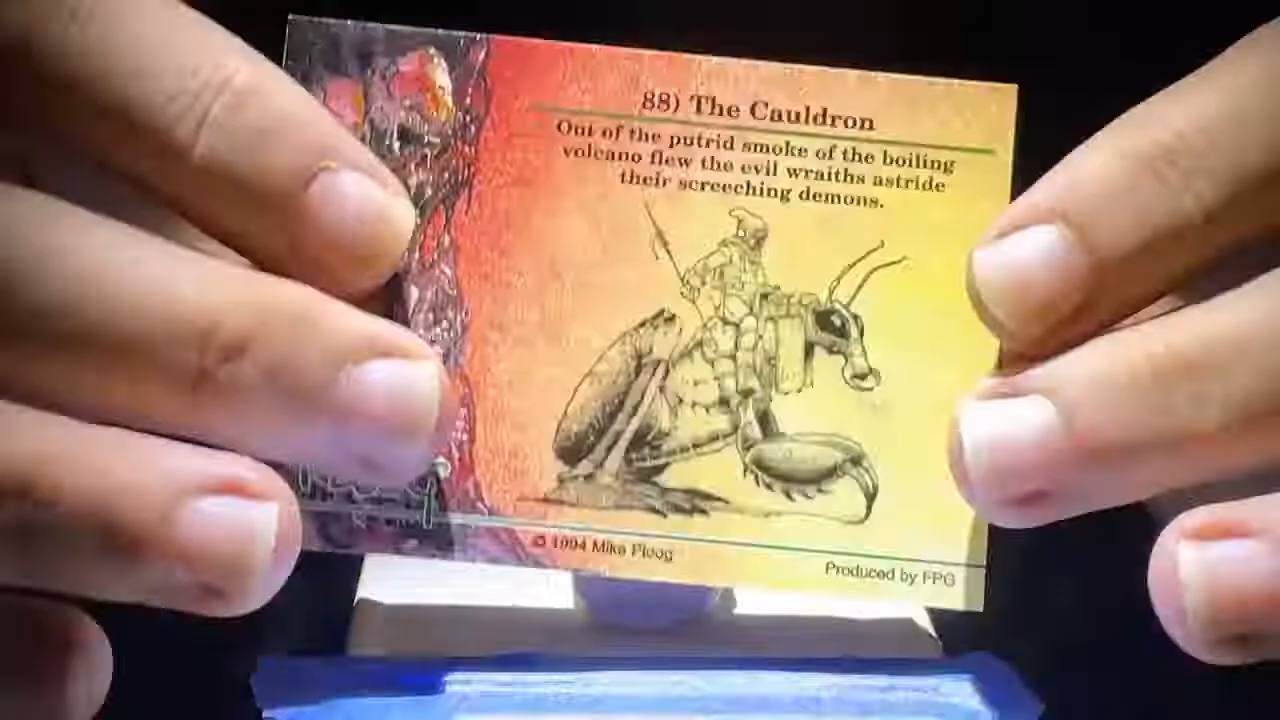 88) The Cauldron
Out of the putrid smoke of the boiling
volcano flew the evil wraiths astride
their screeching demons.
© 1994 Mike Ploog
Produced by FPG